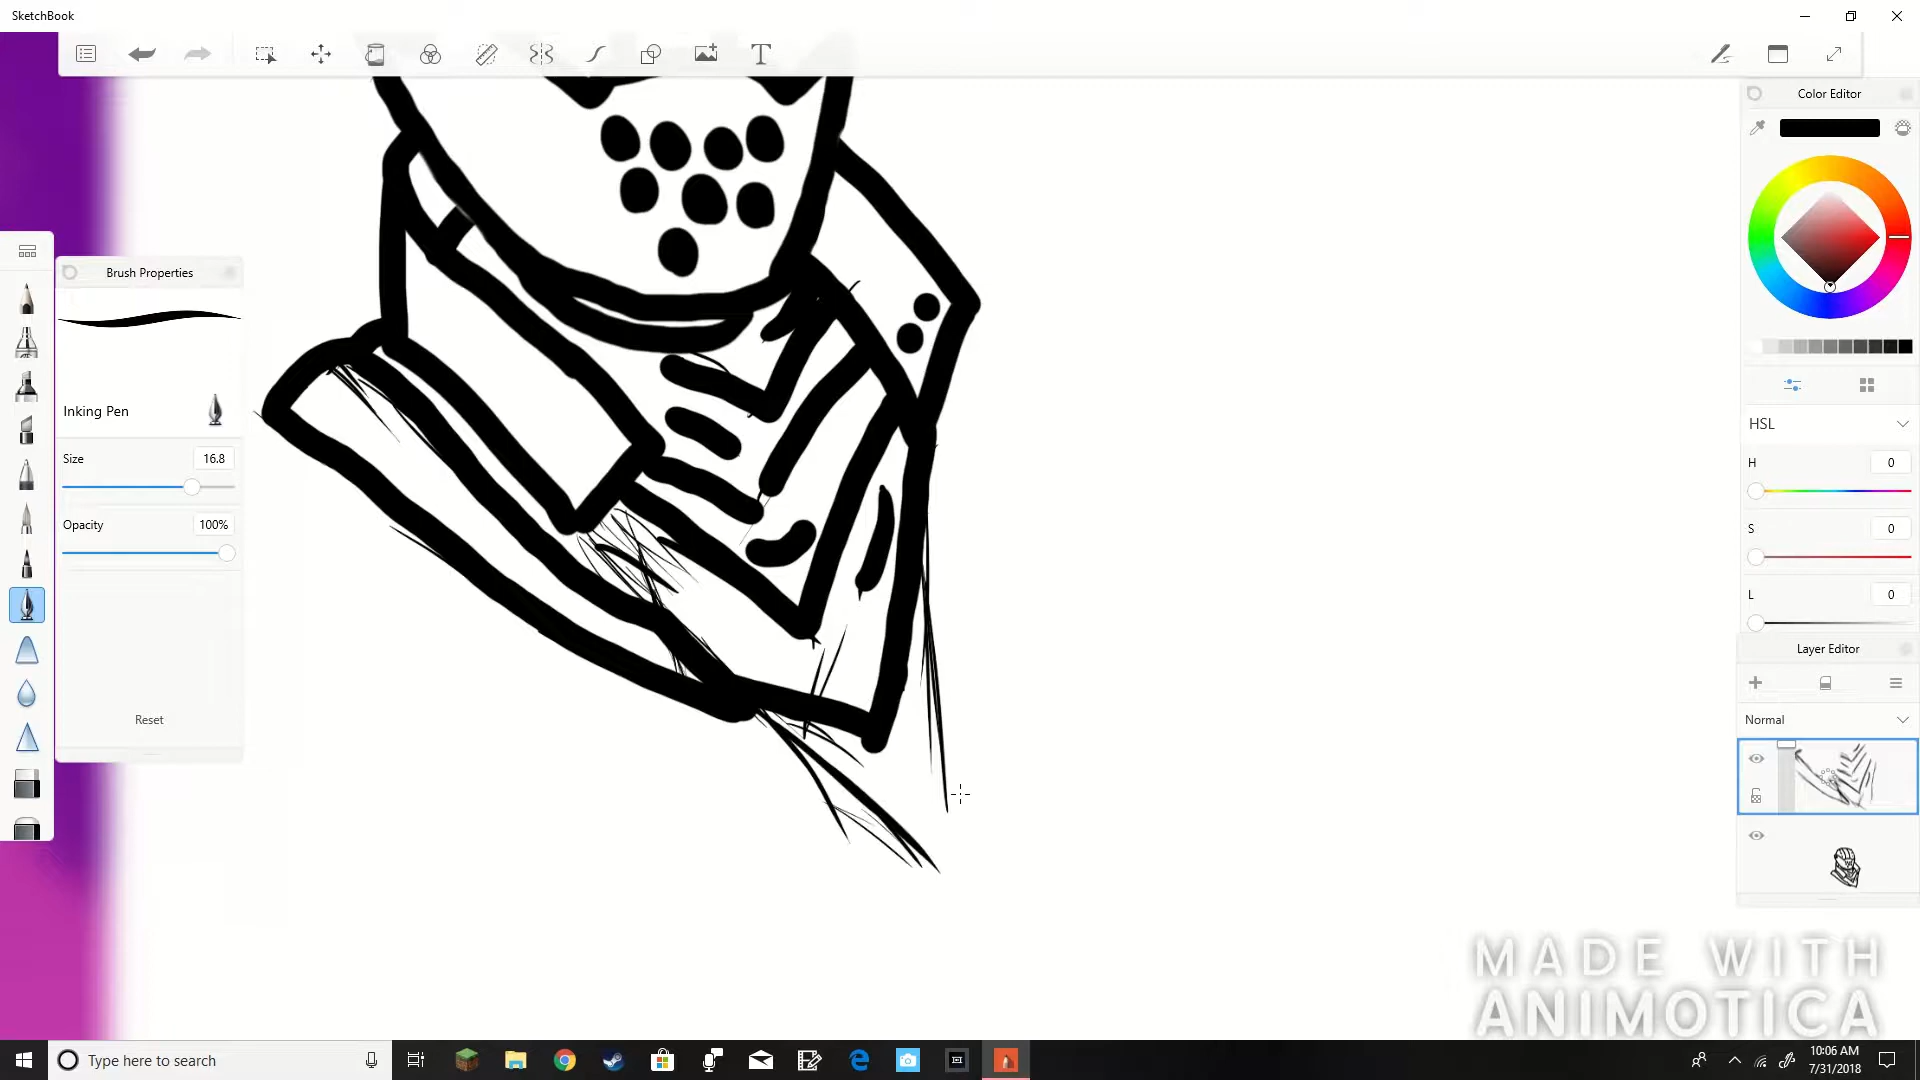 SketchBook
Color Editor
Brush Properties
Inking Pen
Size
16.8
Opacity
100%
Reset
HSL
H
0
S
0
L
0
Layer Editor
Normal
MADE WITH
ANIMOTICA
Type here to search
10:06 AM
7/31/2018